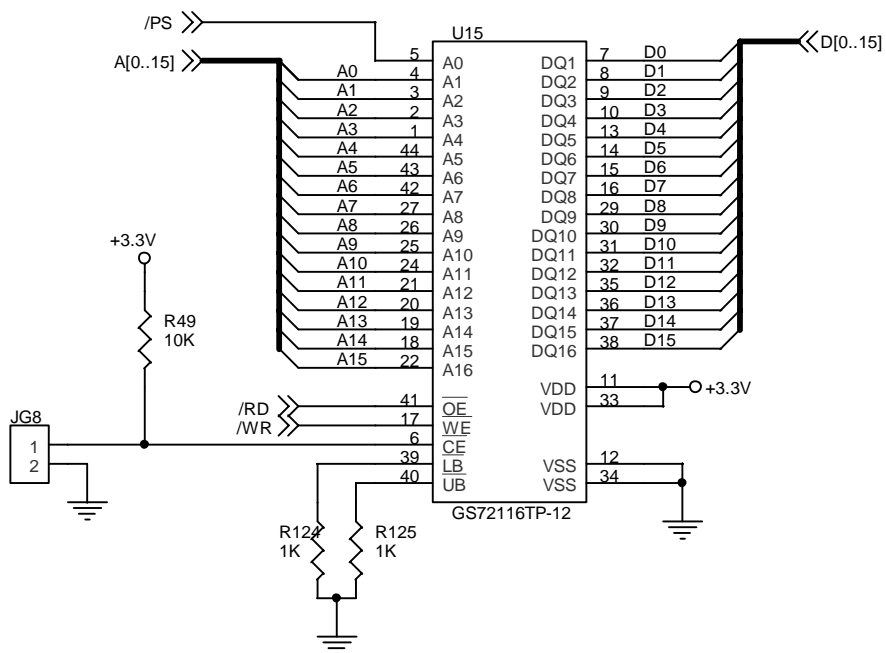 /PS
A[0..15]
U15
D[0..15]
5 A0 DQ1 7 D0
A0 4 A1 DQ2 8 D1
A1 3 A2 DQ3 9 D2
A2 2 A3 DQ4 10 D3
A3 1 A4 DQ5 13 D4
A4 44 A5 DQ6 14 D5
A5 43 A6 DQ7 15 D6
A6 42 A7 DQ8 16 D7
A7 27 A8 DQ9 29 D8
A8 26 A9 DQ10 30 D9
A9 25 A10 DQ11 31 D10
A10 24 A11 DQ12 32 D11
A11 21 A12 DQ13 35 D12
A12 20 A13 DQ14 36 D13
A13 19 A14 DQ15 37 D14
A14 18 A15 DQ16 38 D15
A15 22 A16
VDD 11 +3.3V
VDD 33
+3.3V
R49
10K
/RD 41 OE
/WR 17 WE
6 CE
39 LB VSS 12
40 UB VSS 34
JG8
1
2
GS72116TP-12
R124
1K
R125
1K